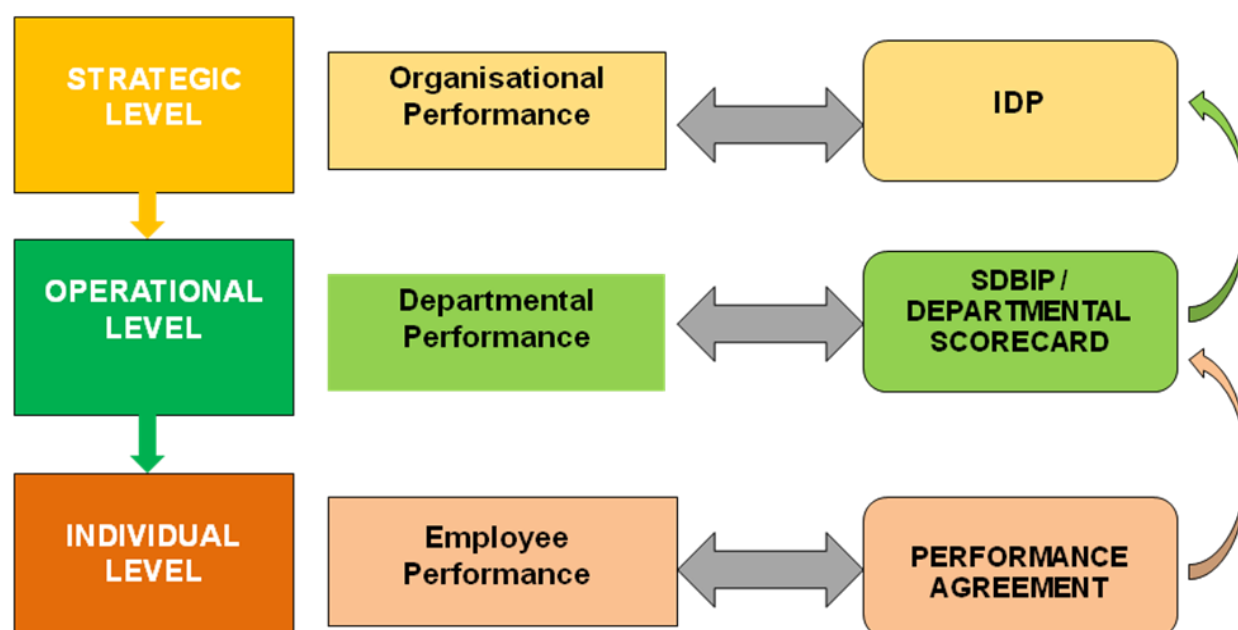 STRATEGIC
LEVEL
Organisational
Performance
IDP
OPERATIONAL
LEVEL
Departmental
Performance
SDBIP /
DEPARTMENTAL
SCORECARD
INDIVIDUAL
LEVEL
Employee
Performance
PERFORMANCE
AGREEMENT